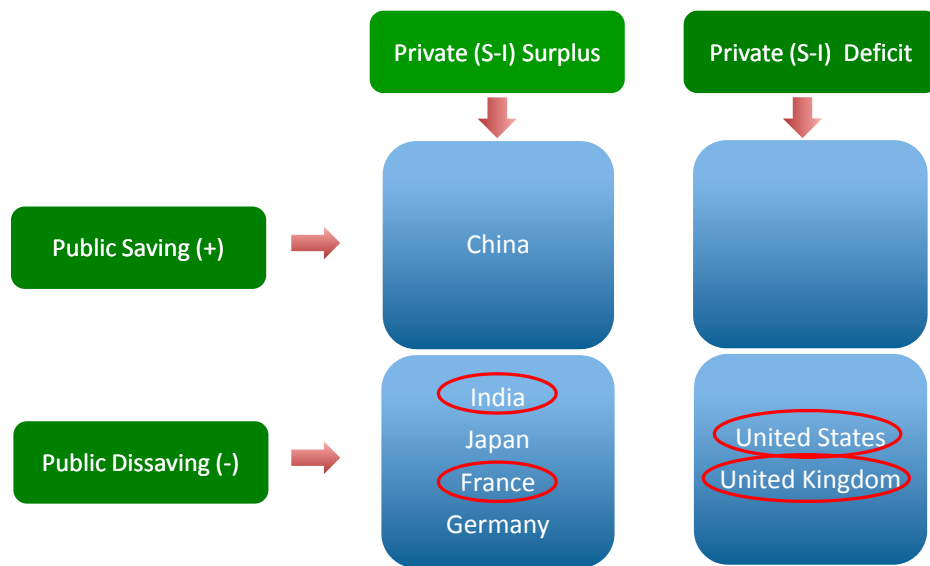 Private (S-I) Surplus
Private (S-I) Deficit
Public Saving (+)
China
Public Dissaving (-)
India
Japan
France
Germany
United States
United Kingdom